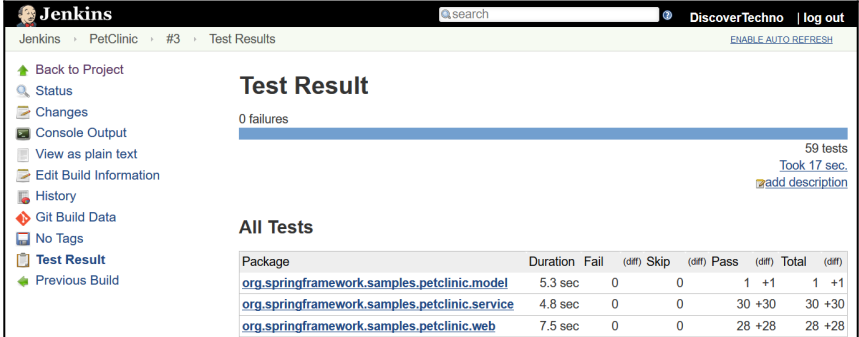 Jenkins
search
DiscoverTechno | log out
Jenkins PetClinic #3 Test Results
ENABLE AUTO REFRESH
Back to Project
Status
Changes
Console Output
View as plain text
Edit Build Information
History
Git Build Data
No Tags
Test Result
Previous Build
Test Result
0 failures
59 tests
Took 17 sec.
add description
All Tests
Package Duration Fail (diff) Skip (diff) Pass (diff) Total (diff)
org.springframework.samples.petclinic.model 5.3 sec 0 0 1 +1 1 +1
org.springframework.samples.petclinic.service 4.8 sec 0 0 30 +30 30 +30
org.springframework.samples.petclinic.web 7.5 sec 0 0 28 +28 28 +28